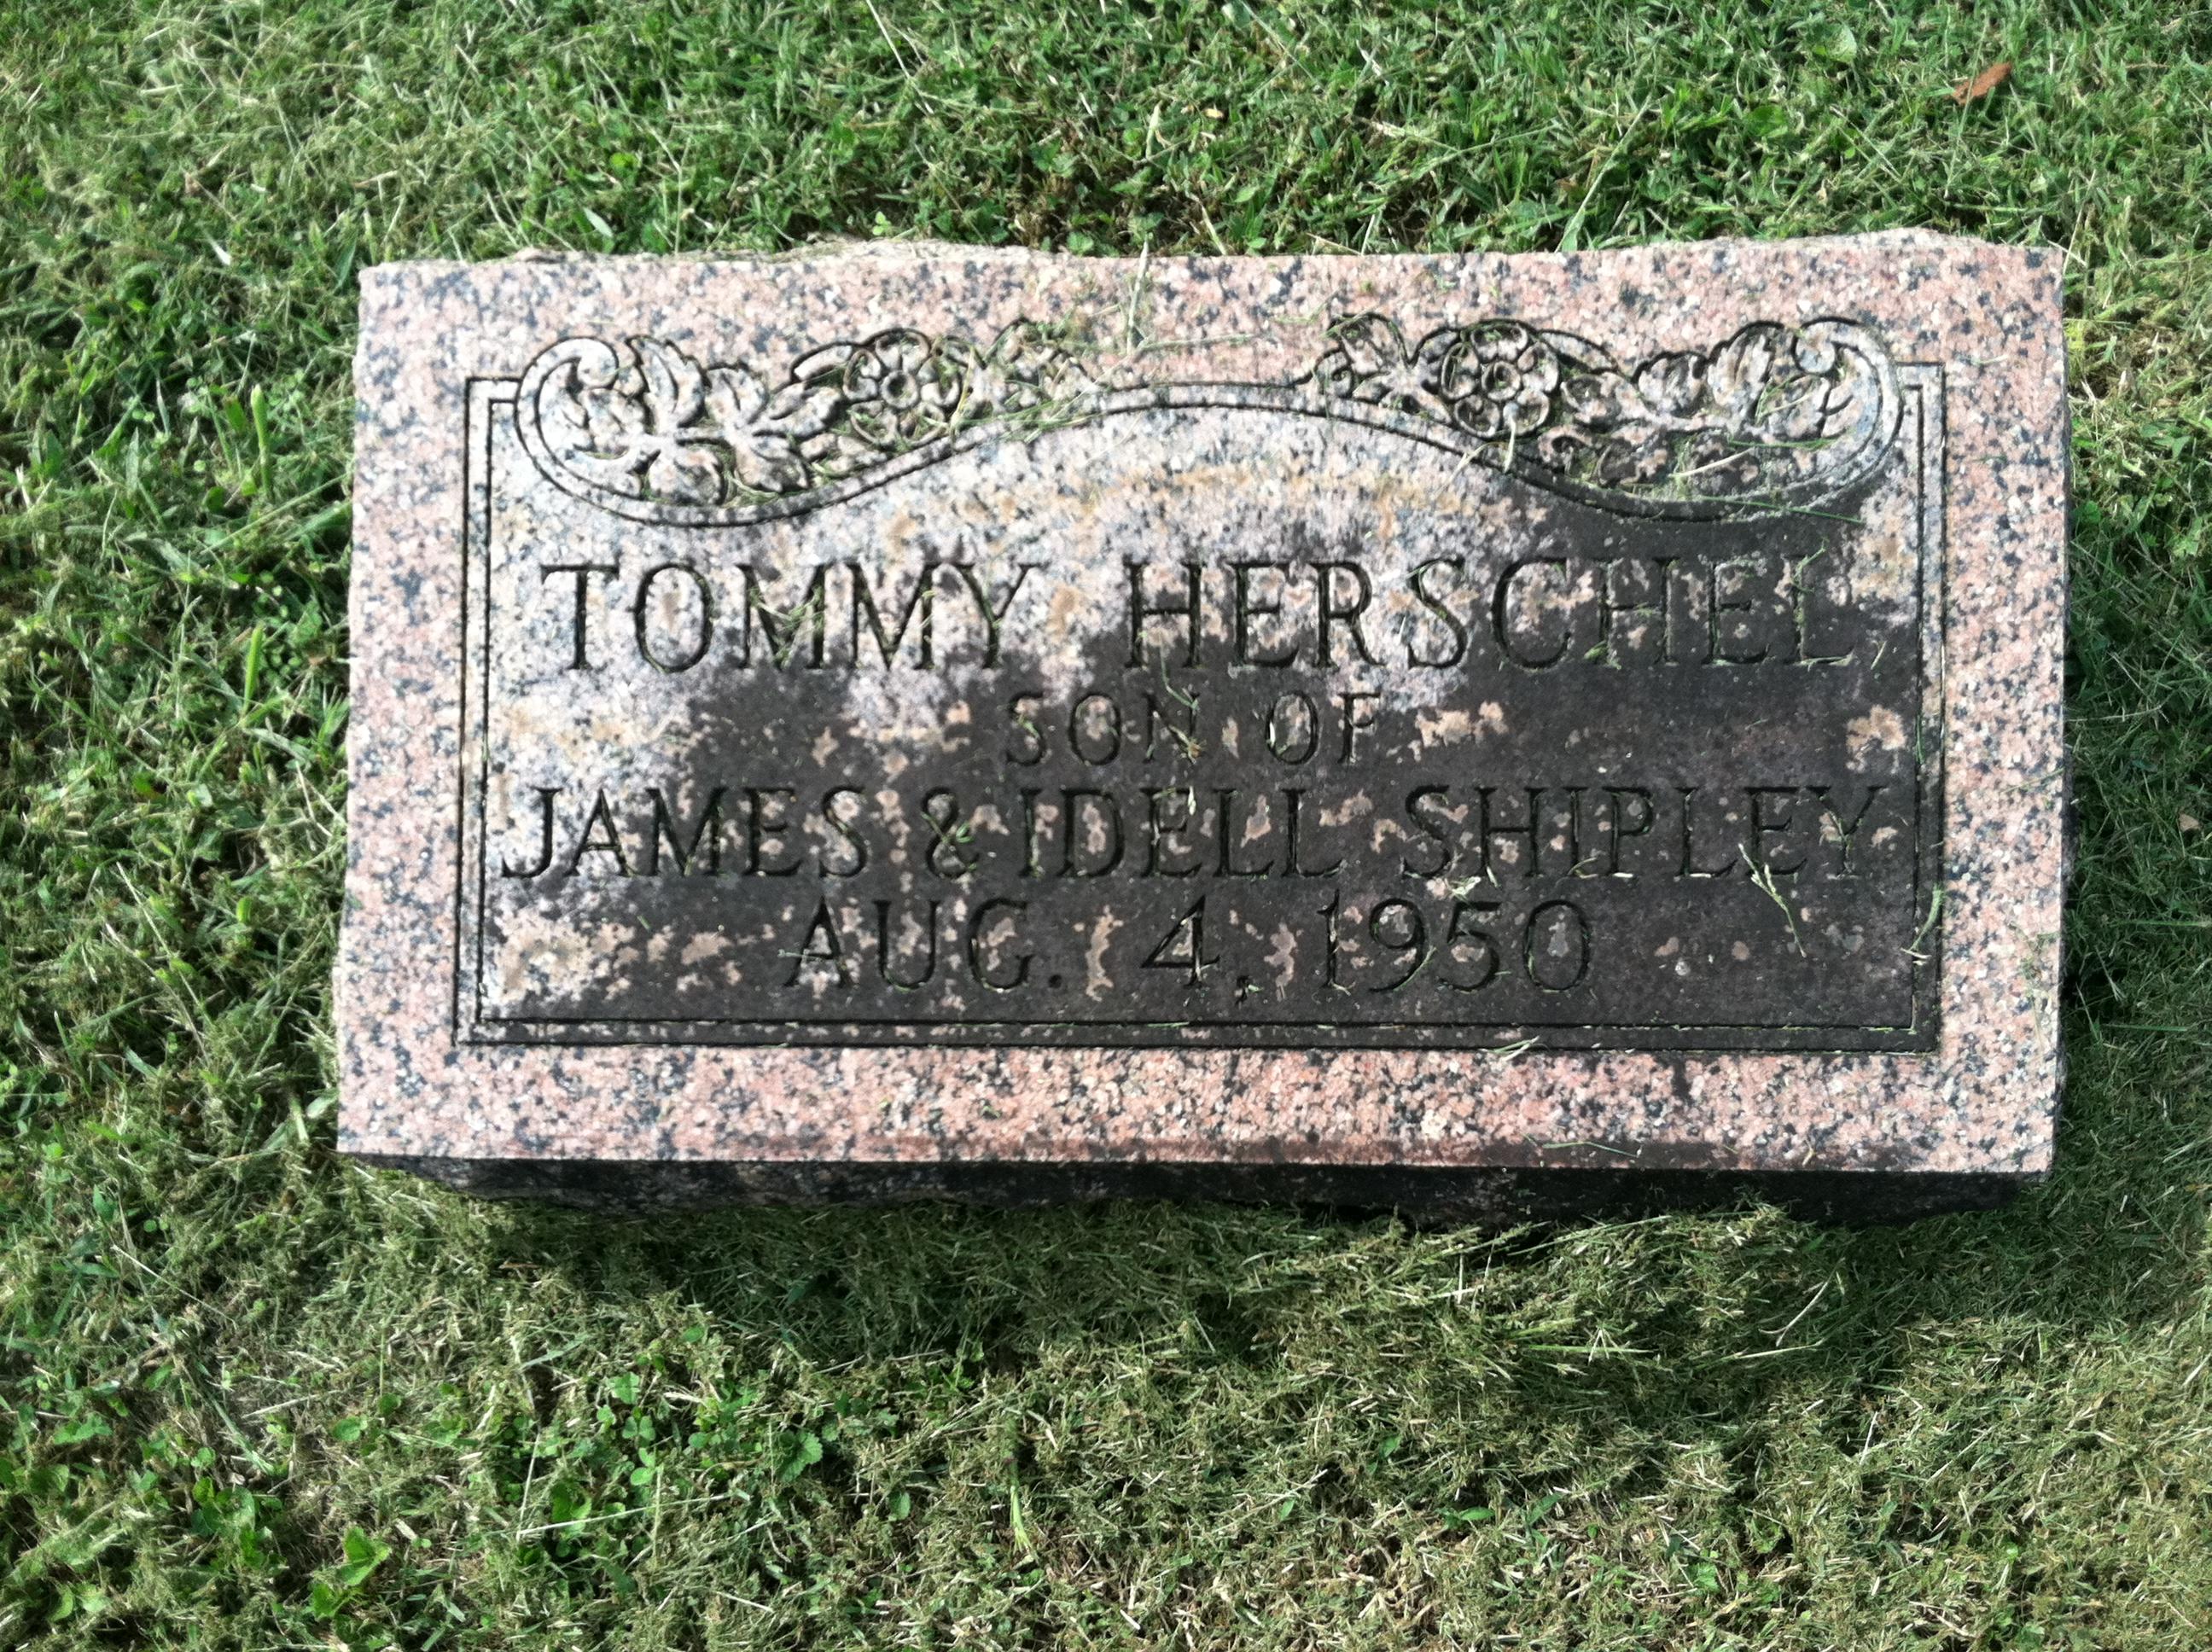 TOMMY HERSCHEL
SON OF
JAMES & IDELL SHIPLEY
AUG. 4, 1950